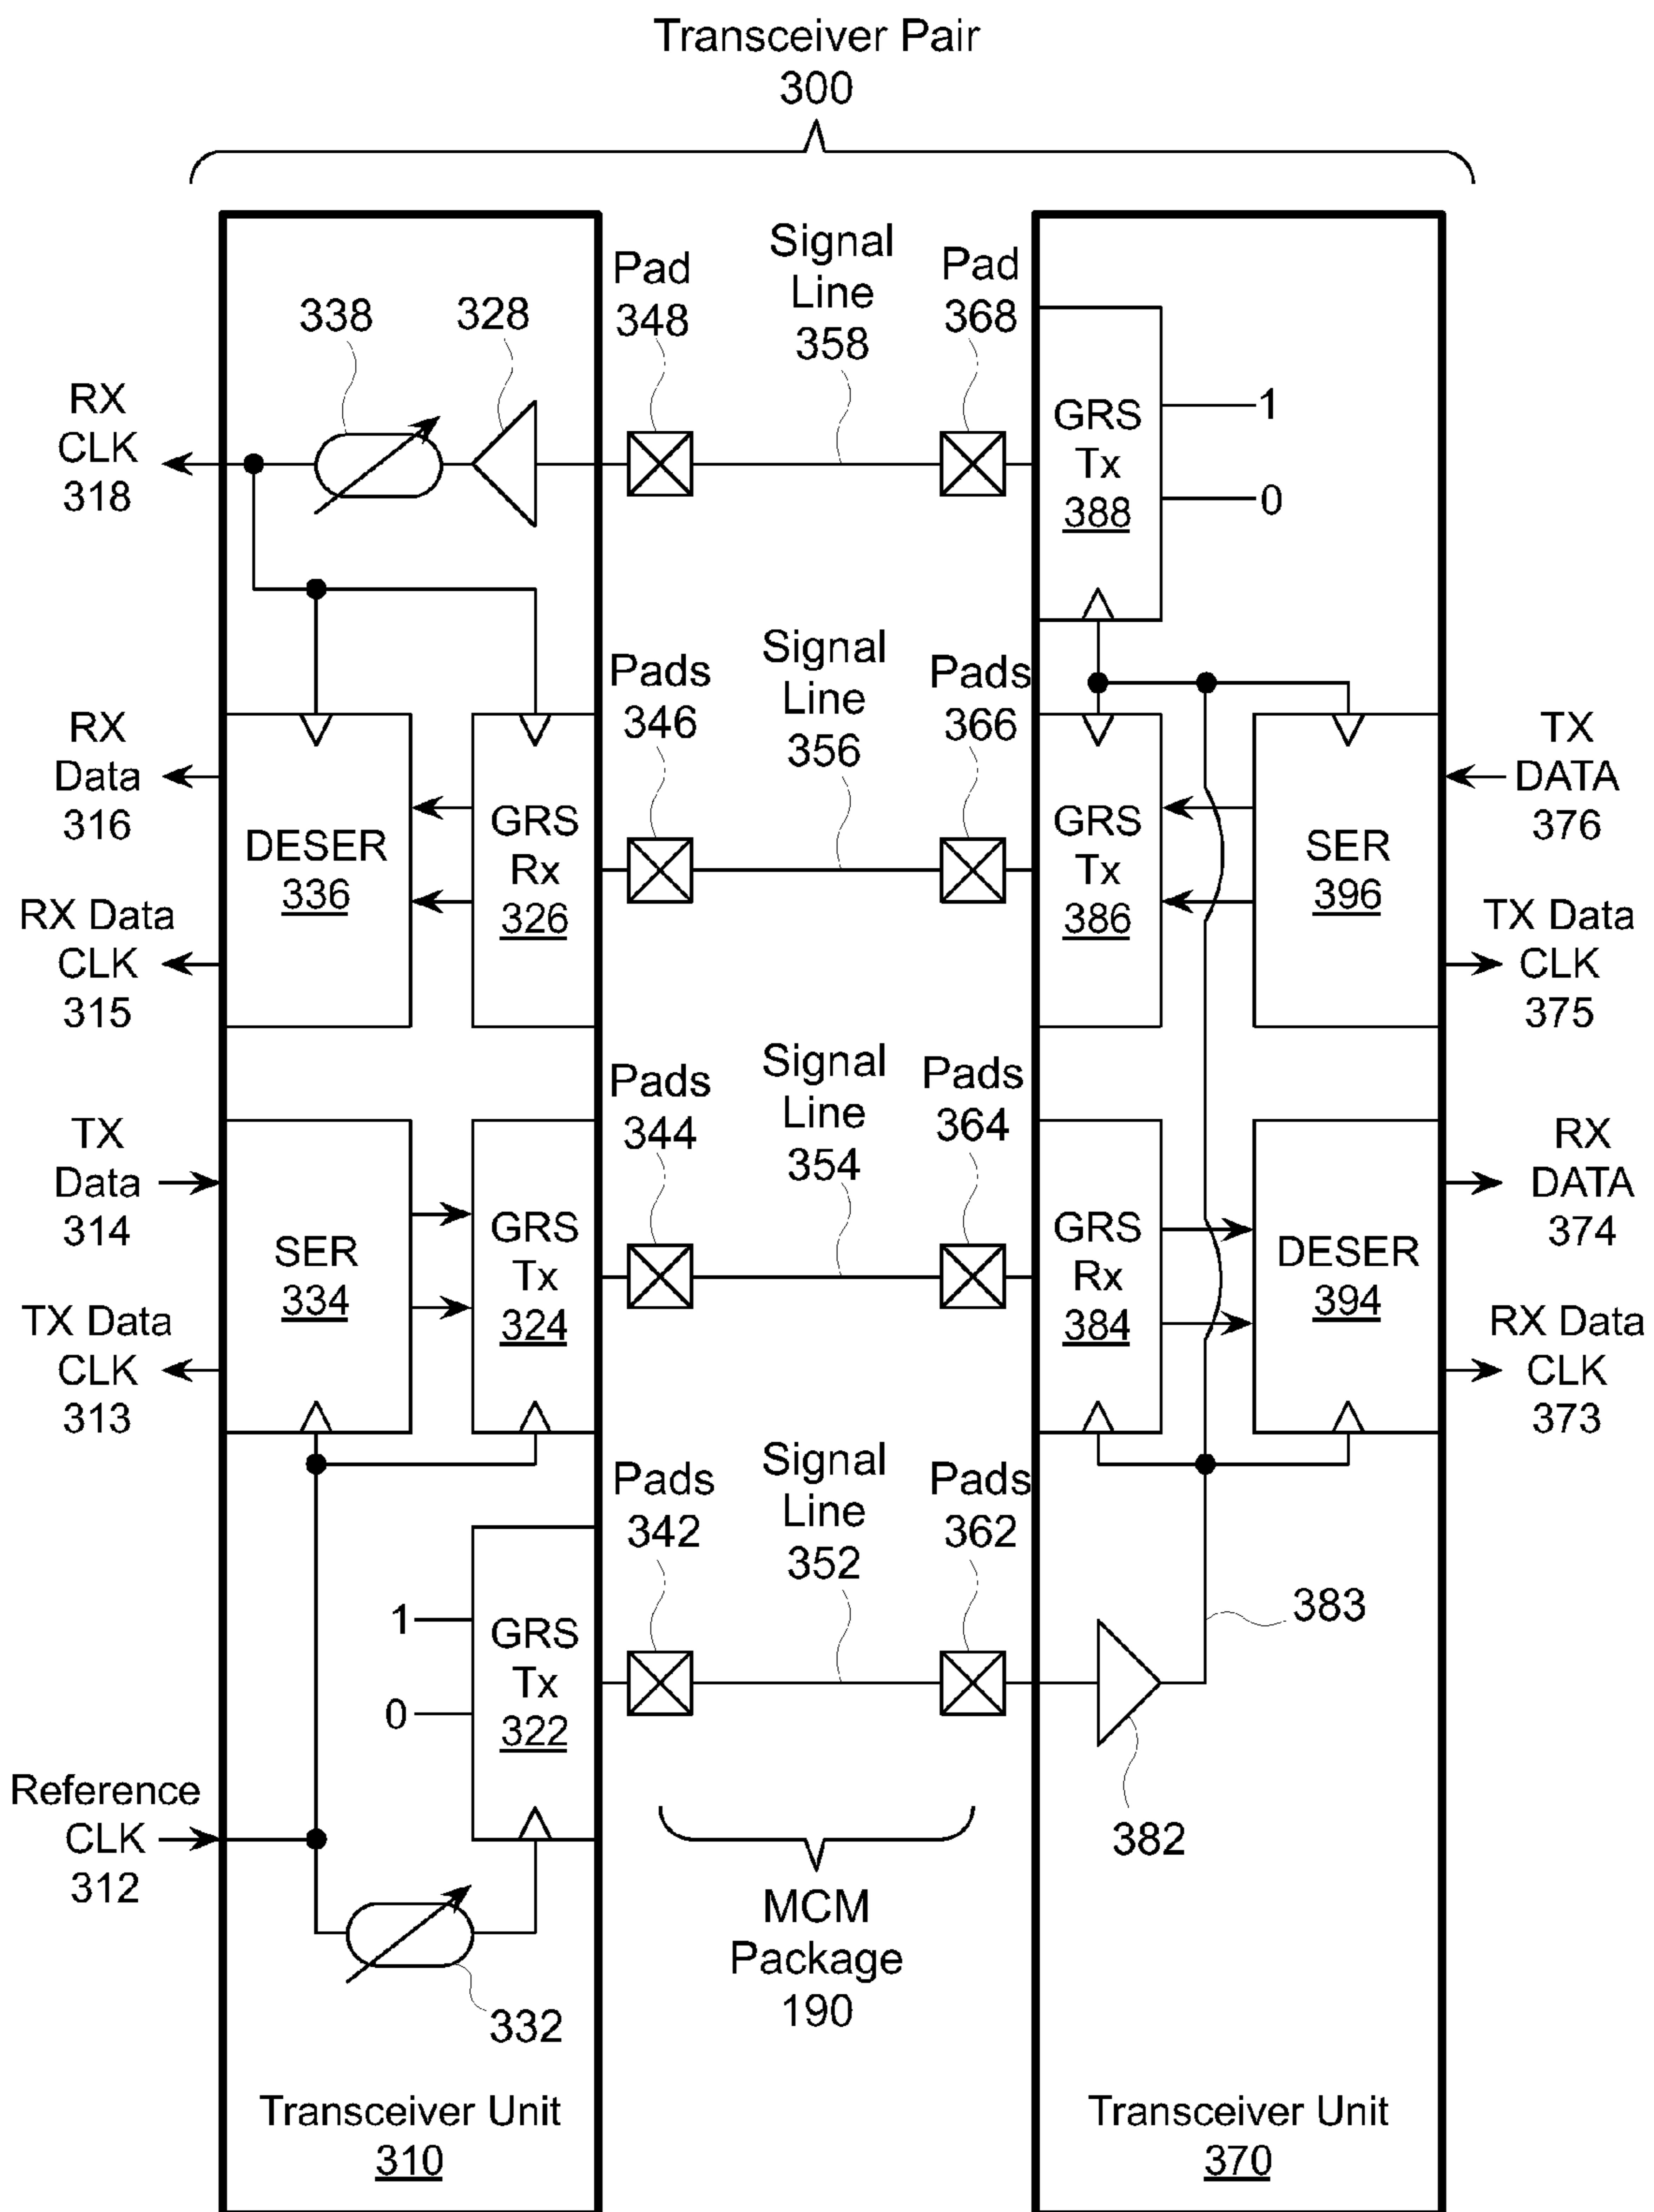 Transceiver Pair
300
338
328
Pad
348
Signal
Line
358
Pad
368
RX
CLK
318
GRS
Tx
388
1
0
Pads
346
Signal
Line
356
Pads
366
RX
Data
316
RX Data
CLK
315
DESER
336
GRS
Rx
326
GRS
Tx
386
SER
396
TX
DATA
376
TX Data
CLK
375
Pads
344
Signal
Line
354
Pads
364
TX
Data
314
TX Data
CLK
313
SER
334
GRS
Tx
324
GRS
Rx
384
DESER
394
RX
DATA
374
RX Data
CLK
373
Pads
342
Signal
Line
352
Pads
362
1
0
GRS
Tx
322
383
382
Reference
CLK
312
332
MCM
Package
190
Transceiver Unit
310
Transceiver Unit
370